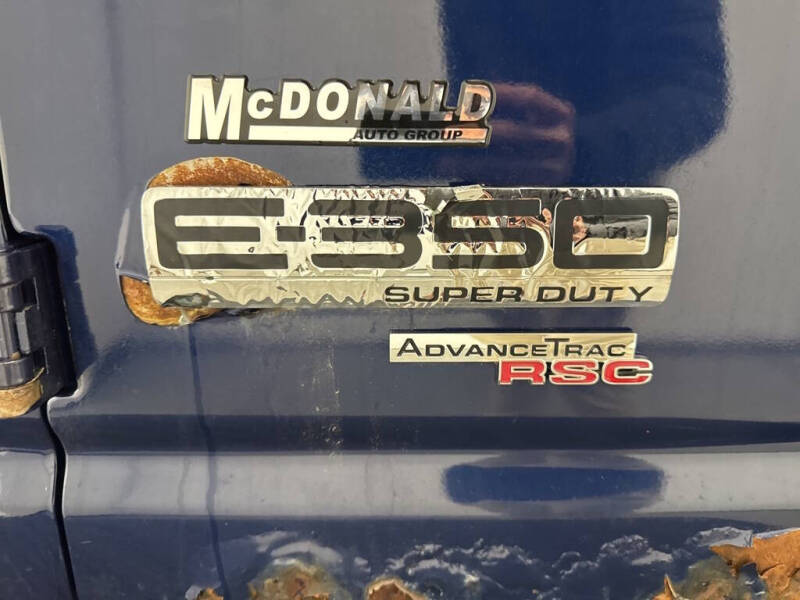 McDONALD
AUTO GROUP
E-350
SUPER DUTY
ADVANCETRAC
RSC